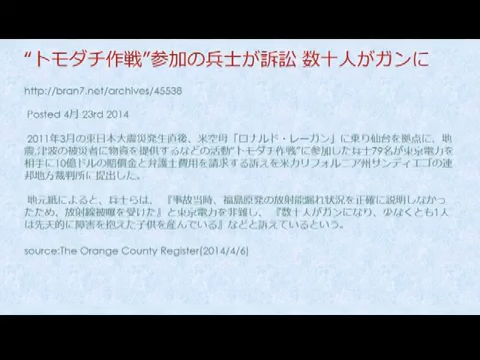 “トモダチ作戦”参加の兵士が訴訟 数十人がガンに
http://bran7.net/archives/45538
Posted 4月 23rd 2014
2011年3月の東日本大震災発生直後、米空母「ロナルド・レーガン」に乗り仙台を拠点に、地
震,津波の被災者に物資を提供するなどの活動“トモダチ作戦”に参加した兵士79名が東京電力を
相手に10億ドルの賠償金と弁護士費用を請求する訴えを米カリフォルニア州サンディエゴの連
邦地方裁判所に提出した。
地元紙によると、兵士らは、『事故当時、福島原発の放射能漏れ状況を正確に説明しなかっ
たため、放射線被曝を受けた』と東京電力を非難し、『数十人がガンになり、少なくとも1人
は先天的に障害を抱えた子供を産んでいる』などと訴えているという。
source:The Orange County Register(2014/4/6)